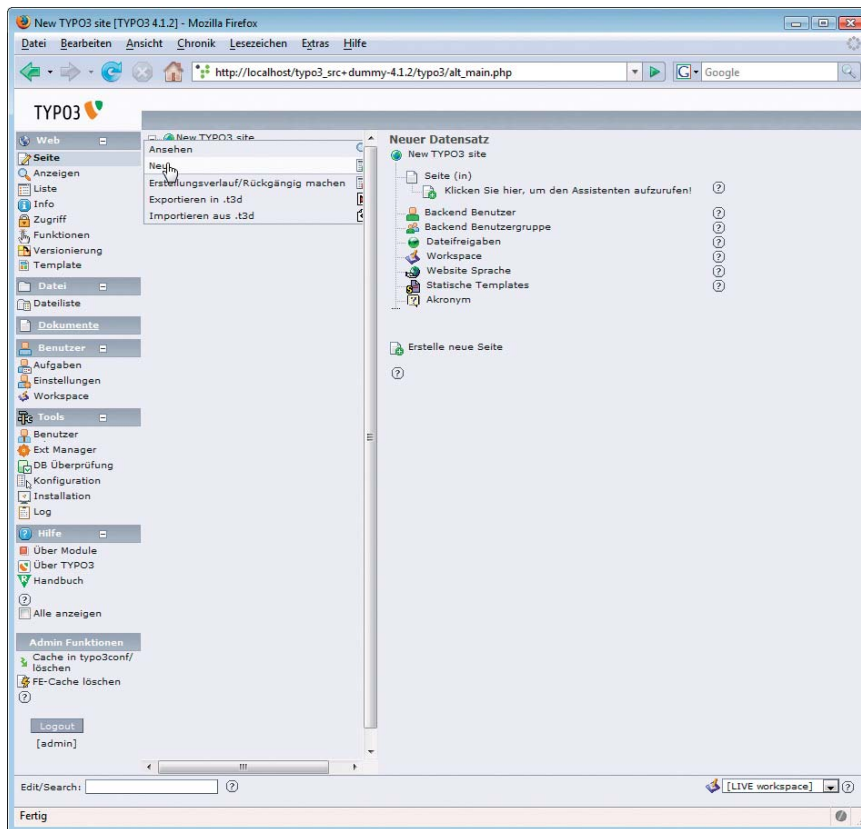 New TYPO3 site [TYPO3 4.1.2] - Mozilla Firefox
Datei Bearbeiten Ansicht Chronik Lesezeichen Extras Hilfe
http://localhost/typo3_src+dummy-4.1.2/typo3/alt_main.php
G Google
TYPO3
Web
Seite
Anzeigen
Liste
Info
Zugriff
Funktionen
Versionierung
Template
Datei
Dateiliste
Dokumente
Benutzer
Aufgaben
Einstellungen
Workspace
Tools
Benutzer
Ext Manager
DB Überprüfung
Konfiguration
Installation
Log
Hilfe
Über Module
Über TYPO3
Handbuch
Alle anzeigen
Admin Funktionen
Cache in typo3conf/
löschen
FE-Cache löschen
Logout
[admin]
New TYPO3 site
Ansehen
Neu
Erstellungsverlauf/Rückgängig machen
Exportieren in .t3d
Importieren aus .t3d
Neuer Datensatz
New TYPO3 site
Seite (in)
Klicken Sie hier, um den Assistenten aufzurufen!
Backend Benutzer
Backend Benutzergruppe
Dateifreigaben
Workspace
Website Sprache
Statische Templates
Akronym
Erstelle neue Seite
Edit/Search:
[LIVE workspace]
Fertig